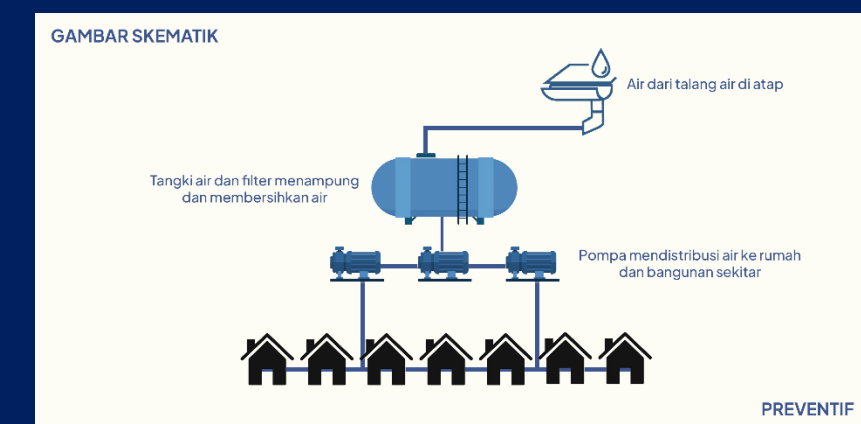 GAMBAR SKEMATIK
Air dari talang air di atap
Tangki air dan filter menampung
dan membersihkan air
Pompa mendistribusi air ke rumah
dan bangunan sekitar
PREVENTIF